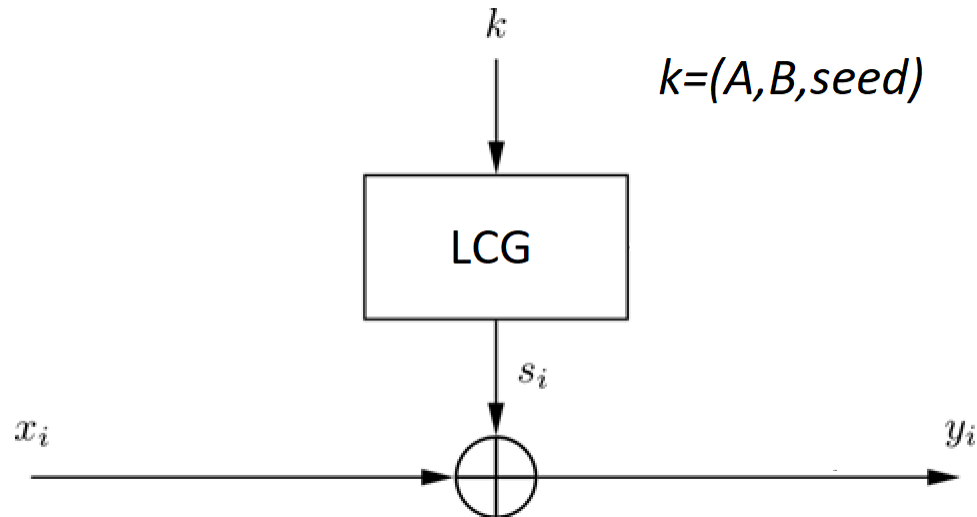 k
k=(A,B,seed)
LCG
s_i
x_i
y_i